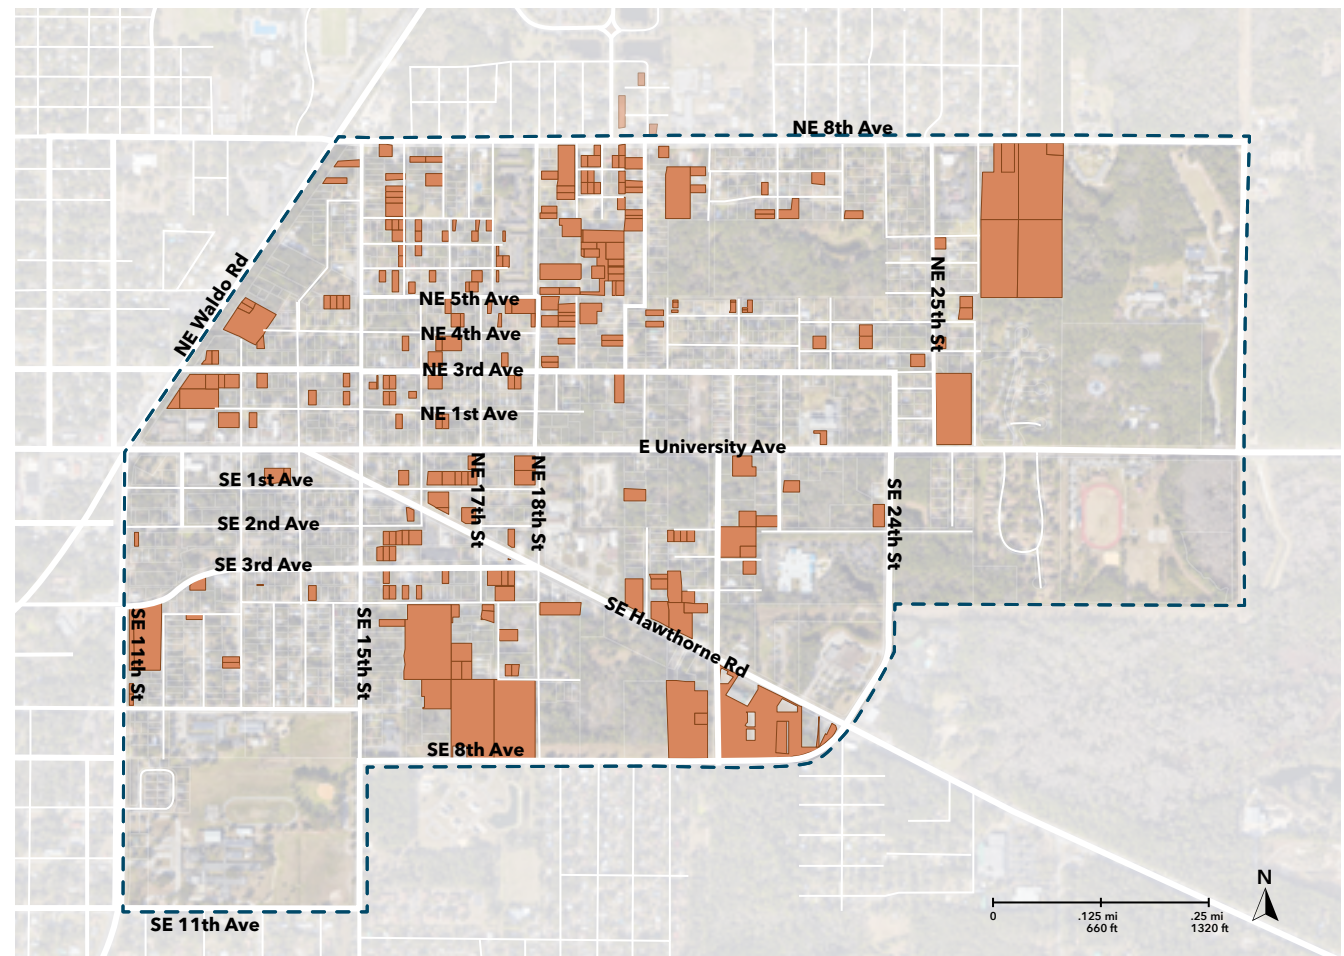 NE 8th Ave
NE Waldo Rd
NE 25th St
NE 5th Ave
NE 4th Ave
NE 3rd Ave
NE 1st Ave
E University Ave
SE 1st Ave
NE 17th St
NE 18th St
SE 24th St
SE 2nd Ave
SE 3rd Ave
SE 11th St
SE 15th St
SE Hawthorne Rd
SE 8th Ave
SE 11th Ave
N
0 .125 mi .25 mi
660 ft 1320 ft